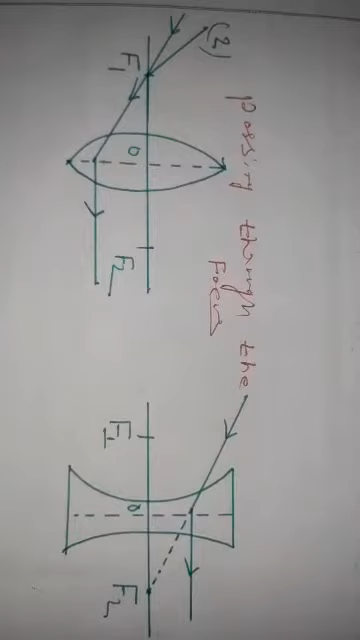 passing through the
Focus
(2)
F1
O
F2
F1
O
F2